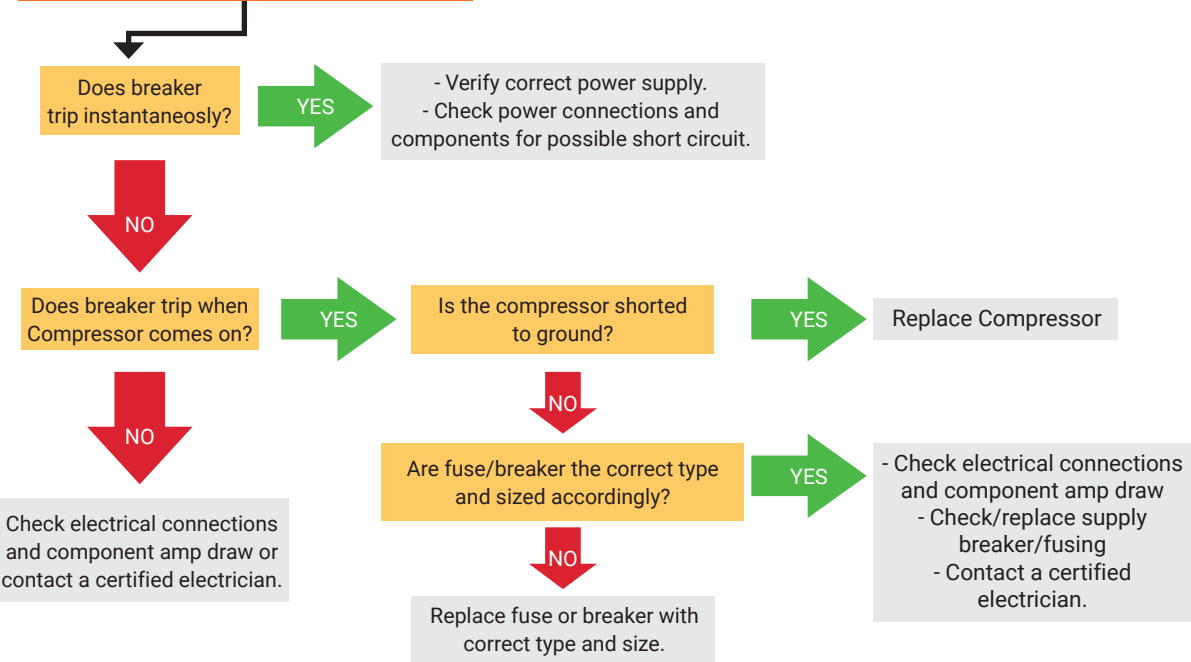 Does breaker
trip instantaneosly?
YES
- Verify correct power supply.
- Check power connections and
components for possible short circuit.
NO
Does breaker trip when
Compressor comes on?
YES
Is the compressor shorted
to ground?
YES
Replace Compressor
NO
NO
Are fuse/breaker the correct type
and sized accordingly?
YES
- Check electrical connections
and component amp draw
- Check/replace supply
breaker/fusing
- Contact a certified
electrician.
Check electrical connections
and component amp draw or
contact a certified electrician.
NO
Replace fuse or breaker with
correct type and size.